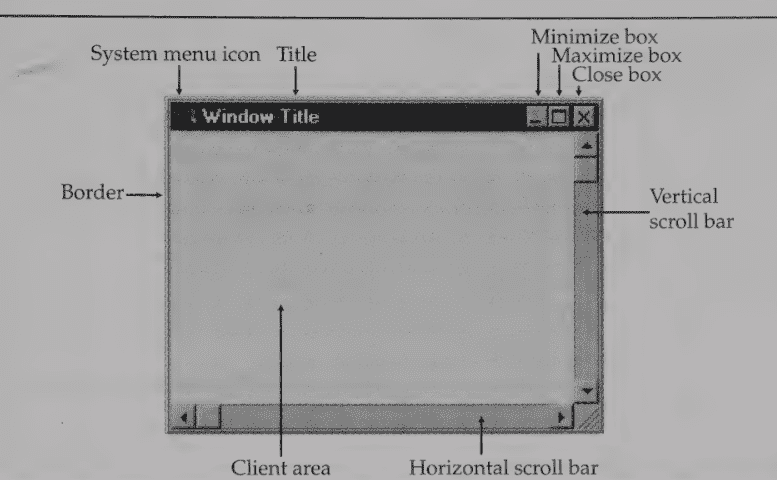 Minimize box
System menu icon Title Maximize box
Close box
Window Title
Border
Vertical
scroll bar
Client area Horizontal scroll bar